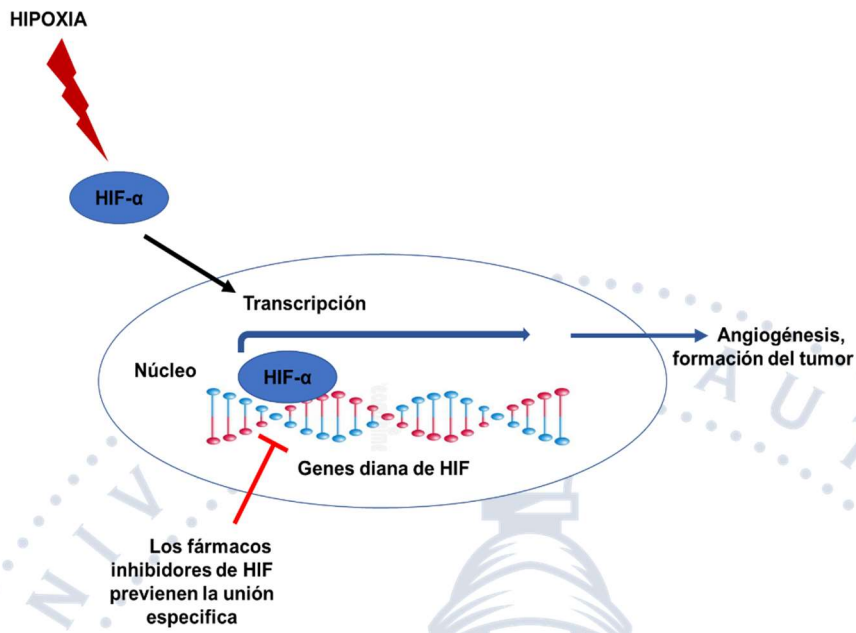 HIPOXIA
HIF-α
Transcripción
Núcleo
HIF-α
Angiogénesis,
formación del tumor
Genes diana de HIF
Los fármacos
inhibidores de HIF
previenen la unión
especifica
N I V
A U